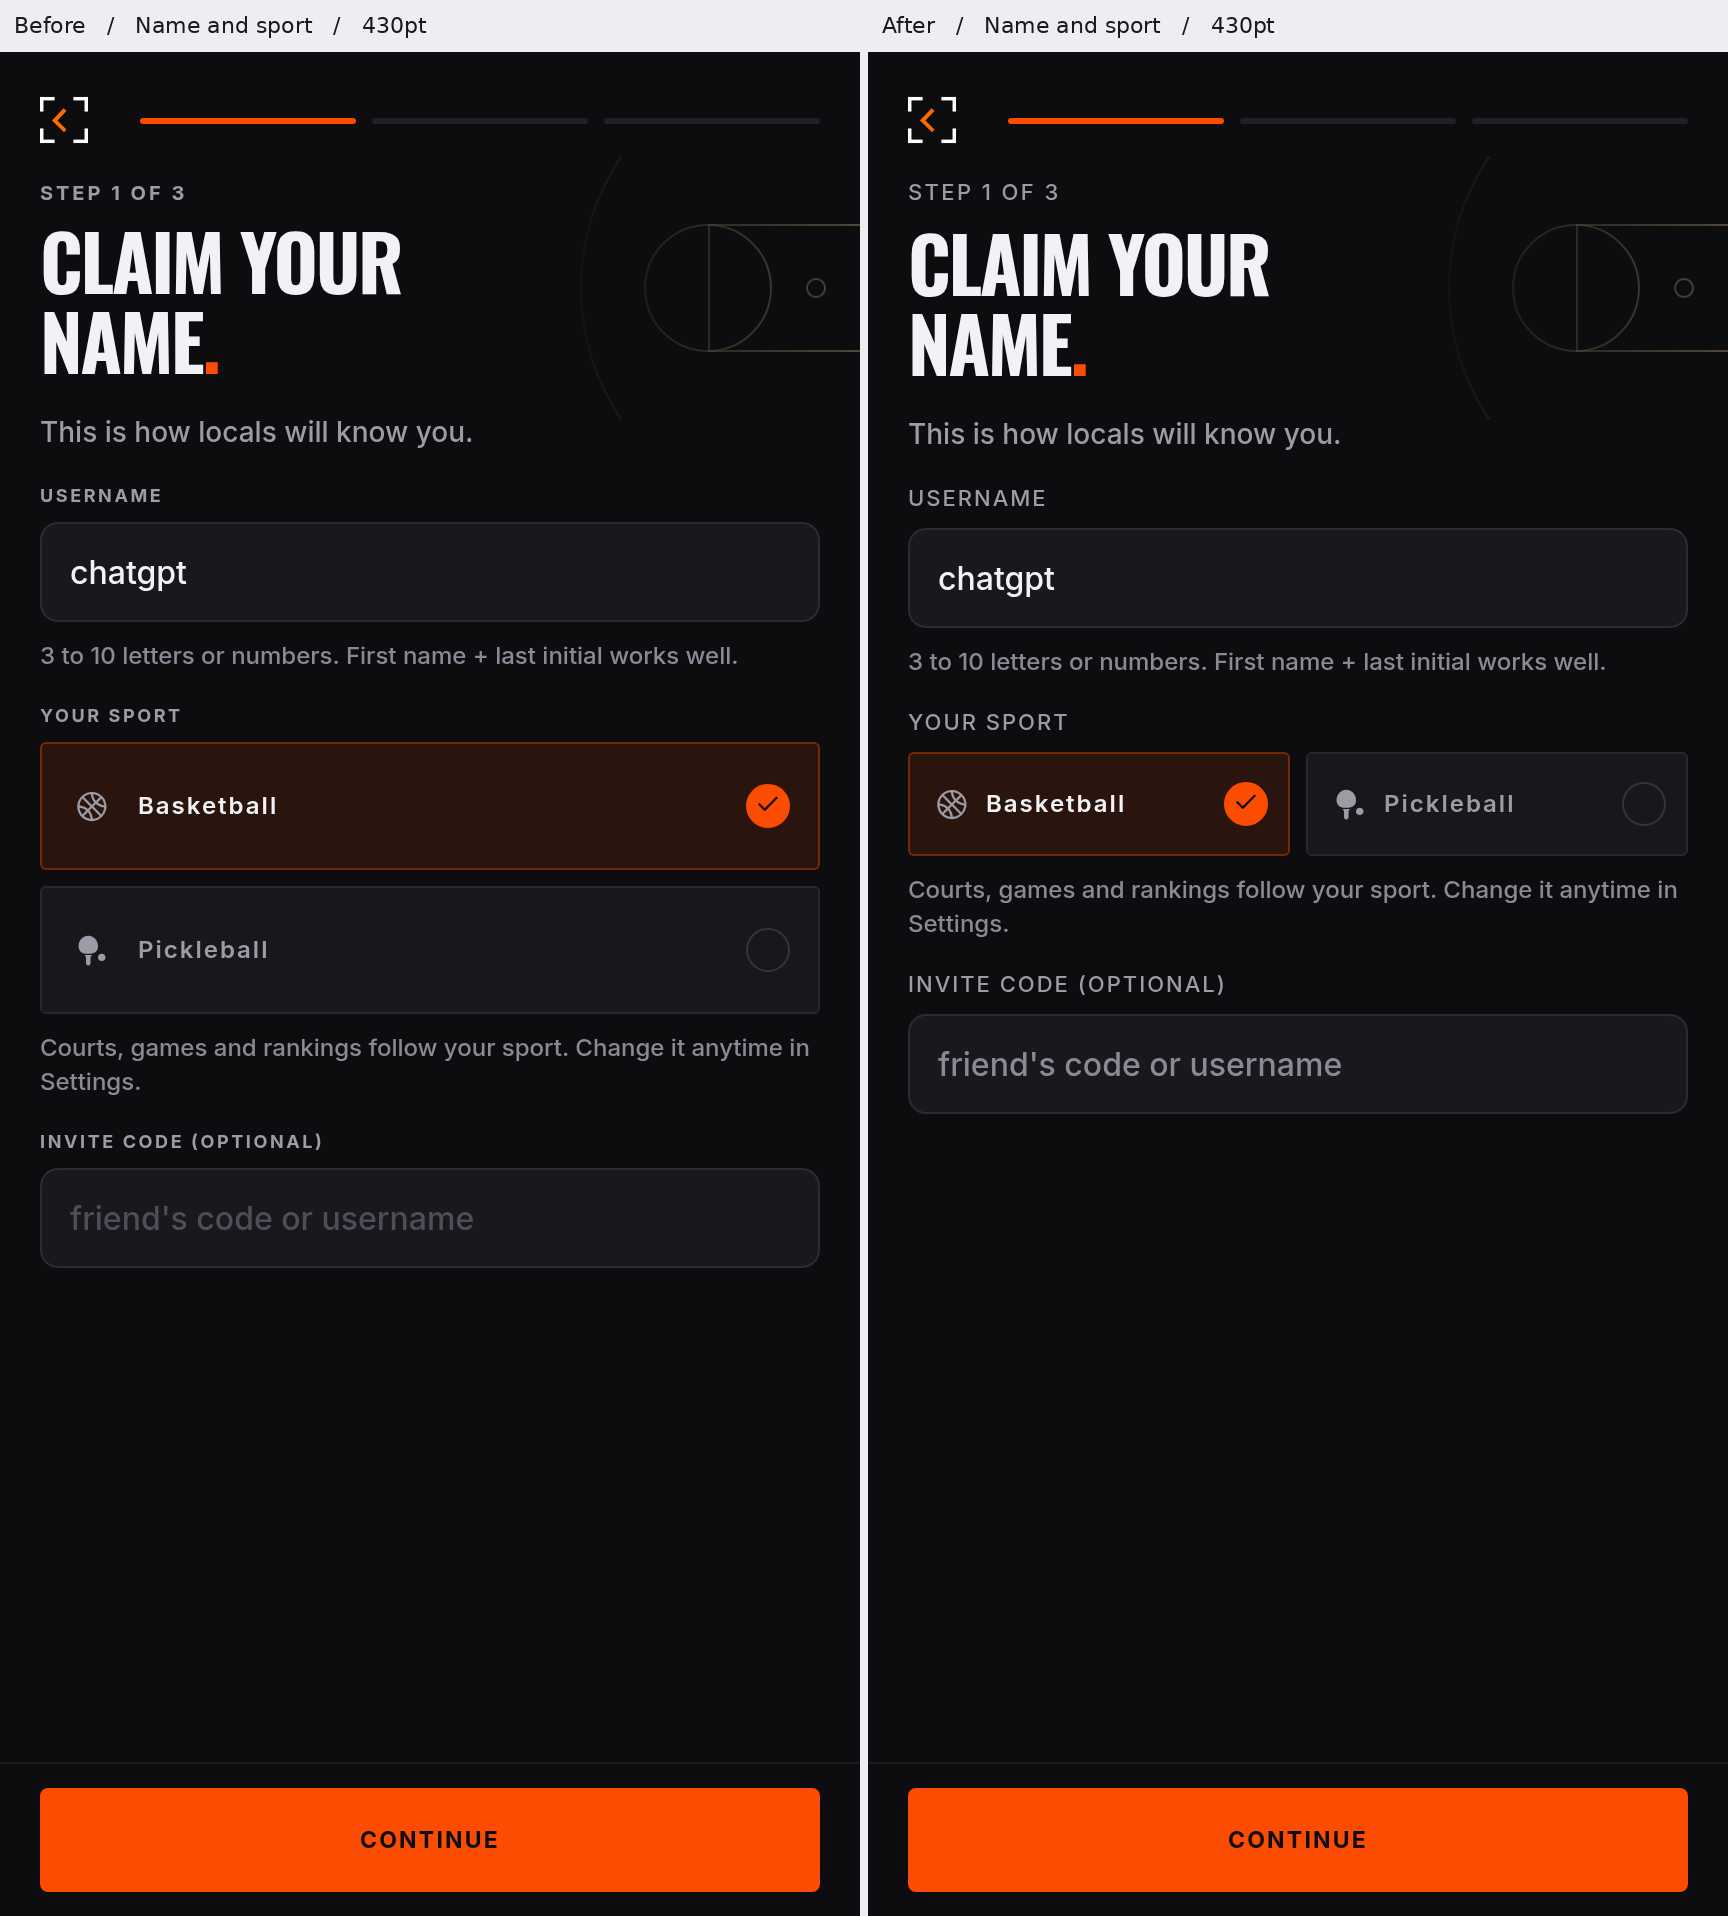 Before / Name and sport / 430pt
STEP 1 OF 3
CLAIM YOUR
NAME.
This is how locals will know you.
USERNAME
chatgpt
3 to 10 letters or numbers. First name + last initial works well.
YOUR SPORT
Basketball
Pickleball
Courts, games and rankings follow your sport. Change it anytime in
Settings.
INVITE CODE (OPTIONAL)
friend's code or username
CONTINUE
After / Name and sport / 430pt
STEP 1 OF 3
CLAIM YOUR
NAME.
This is how locals will know you.
USERNAME
chatgpt
3 to 10 letters or numbers. First name + last initial works well.
YOUR SPORT
Basketball
Pickleball
Courts, games and rankings follow your sport. Change it anytime in
Settings.
INVITE CODE (OPTIONAL)
friend's code or username
CONTINUE